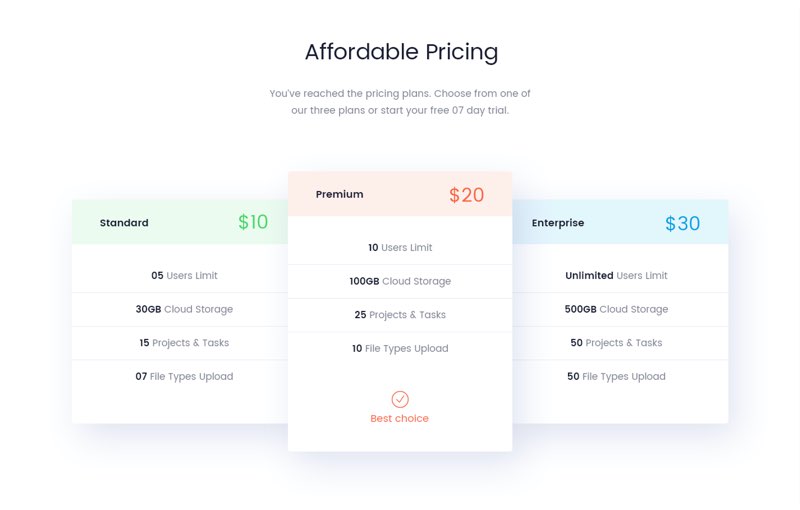 Affordable Pricing
You've reached the pricing plans. Choose from one of
our three plans or start your free 07 day trial.
Standard $10
05 Users Limit
30GB Cloud Storage
15 Projects & Tasks
07 File Types Upload
Premium $20
10 Users Limit
100GB Cloud Storage
25 Projects & Tasks
10 File Types Upload
Best choice
Enterprise $30
Unlimited Users Limit
500GB Cloud Storage
50 Projects & Tasks
50 File Types Upload